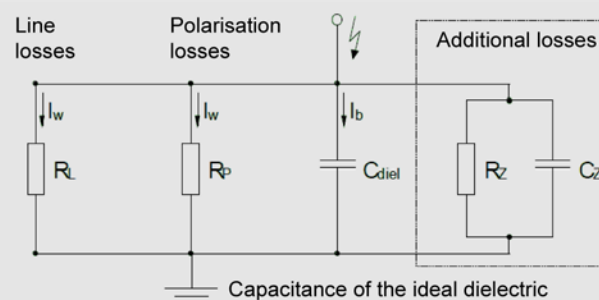 Line
losses
Polarisation
losses
Additional losses
Iw
Iw
Ib
RL
RP
Cdiel
RZ
CZ
Capacitance of the ideal dielectric